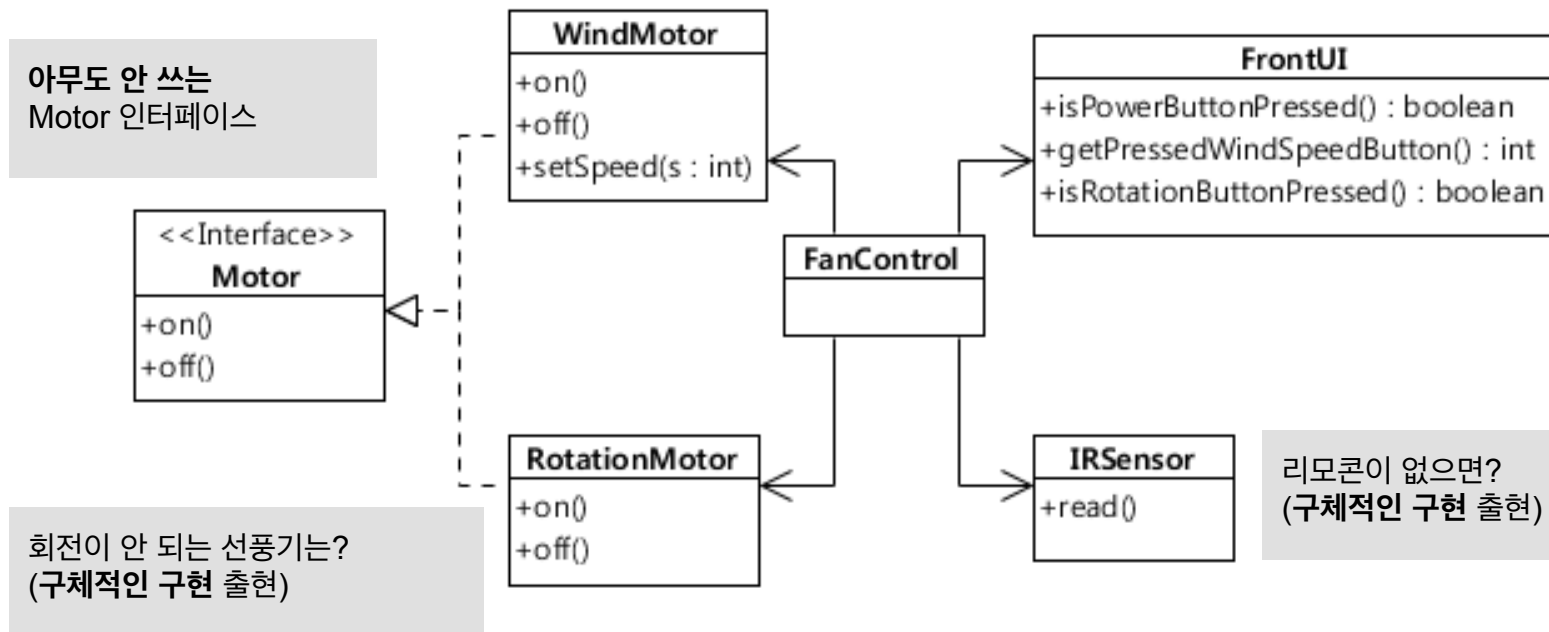 아무도 안 쓰는
Motor 인터페이스
WindMotor
+on()
+off()
+setSpeed(s : int)
FrontUI
+isPowerButtonPressed() : boolean
+getPressedWindSpeedButton() : int
+isRotationButtonPressed() : boolean
<<Interface>>
Motor
+on()
+off()
FanControl
RotationMotor
+on()
+off()
IRSensor
+read()
리모콘이 없으면?
(구체적인 구현 출현)
회전이 안 되는 선풍기는?
(구체적인 구현 출현)